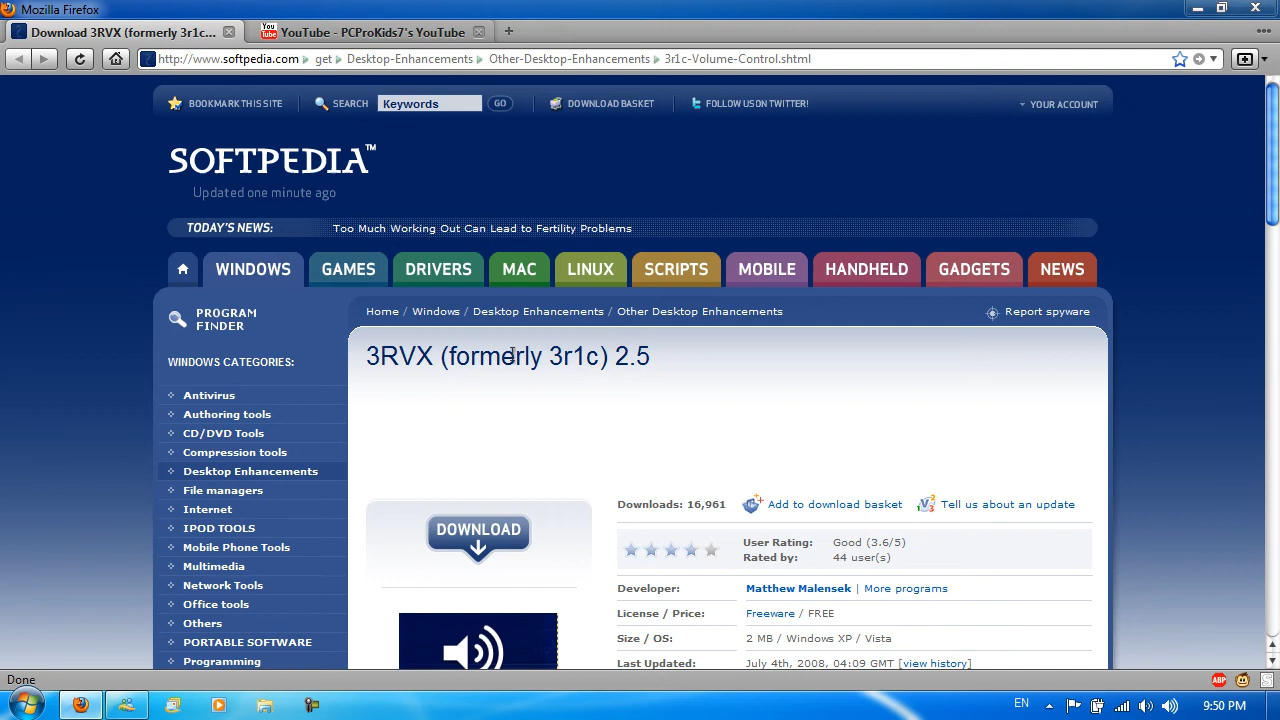 Mozilla Firefox
Download 3RVX (formerly 3r1c...
You Tube YouTube - PCProKids7's YouTube
http://www.softpedia.com get Desktop-Enhancements Other-Desktop-Enhancements 3r1c-Volume-Control.shtml
BOOKMARK THIS SITE SEARCH Keywords GO DOWNLOAD BASKET FOLLOW US ON TWITTER! YOUR ACCOUNT
SOFTPEDIA™
Updated one minute ago
TODAY'S NEWS: Too Much Working Out Can Lead to Fertility Problems
WINDOWS GAMES DRIVERS MAC LINUX SCRIPTS MOBILE HANDHELD GADGETS NEWS
PROGRAM
FINDER
Home / Windows / Desktop Enhancements / Other Desktop Enhancements Report spyware
WINDOWS CATEGORIES:
Antivirus
Authoring tools
CD/DVD Tools
Compression tools
Desktop Enhancements
File managers
Internet
IPOD TOOLS
Mobile Phone Tools
Multimedia
Network Tools
Office tools
Others
PORTABLE SOFTWARE
Programming
3RVX (formerly 3r1c) 2.5
DOWNLOAD
Downloads: 16,961 Add to download basket Tell us about an update
User Rating: Good (3.6/5)
Rated by: 44 user(s)
Developer: Matthew Malensek | More programs
License / Price: Freeware / FREE
Size / OS: 2 MB / Windows XP / Vista
Last Updated: July 4th, 2008, 04:09 GMT [view history]
Done ABP
EN 9:50 PM